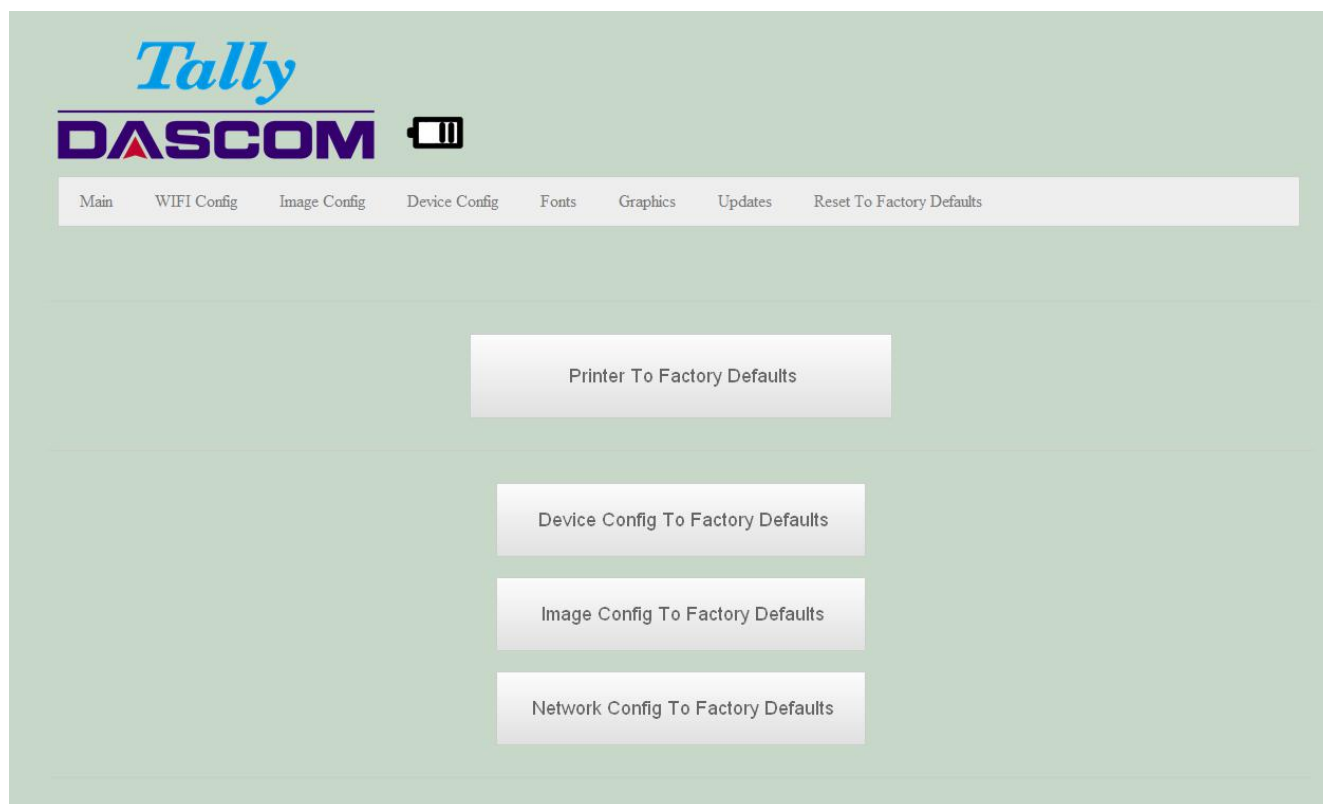 Tally
DASCOM
Main WIFI Config Image Config Device Config Fonts Graphics Updates Reset To Factory Defaults
Printer To Factory Defaults
Device Config To Factory Defaults
Image Config To Factory Defaults
Network Config To Factory Defaults